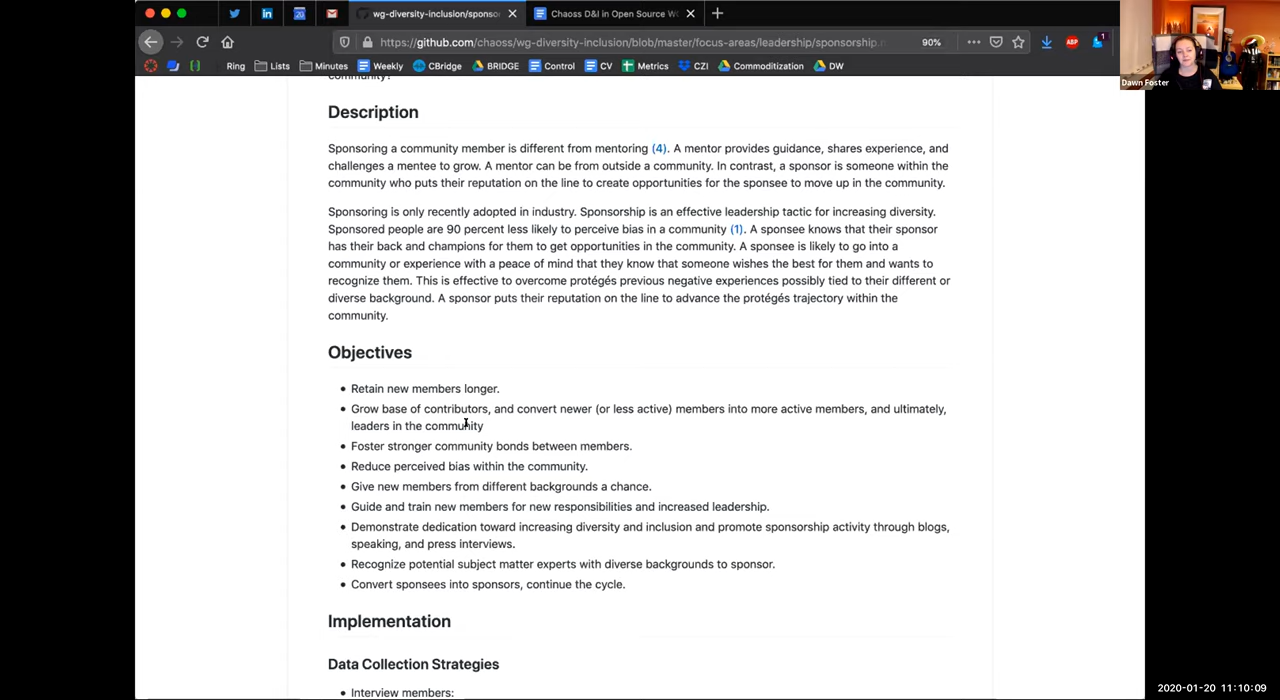 wg-diversity-inclusion/sponso
Chaoss D&I in Open Source Wo
https://github.com/chaoss/wg-diversity-inclusion/blob/master/focus-areas/leadership/sponsorship.
90%
ABP
1
Ring Lists Minutes Weekly CBridge BRIDGE Control CV Metrics CZI Commoditization DW
Dawn Foster
community?
Description
Sponsoring a community member is different from mentoring (4). A mentor provides guidance, shares experience, and
challenges a mentee to grow. A mentor can be from outside a community. In contrast, a sponsor is someone within the
community who puts their reputation on the line to create opportunities for the sponsee to move up in the community.
Sponsoring is only recently adopted in industry. Sponsorship is an effective leadership tactic for increasing diversity.
Sponsored people are 90 percent less likely to perceive bias in a community (1). A sponsee knows that their sponsor
has their back and champions for them to get opportunities in the community. A sponsee is likely to go into a
community or experience with a peace of mind that they know that someone wishes the best for them and wants to
recognize them. This is effective to overcome protégés previous negative experiences possibly tied to their different or
diverse background. A sponsor puts their reputation on the line to advance the protégés trajectory within the
community.
Objectives
• Retain new members longer.
• Grow base of contributors, and convert newer (or less active) members into more active members, and ultimately,
leaders in the community
• Foster stronger community bonds between members.
• Reduce perceived bias within the community.
• Give new members from different backgrounds a chance.
• Guide and train new members for new responsibilities and increased leadership.
• Demonstrate dedication toward increasing diversity and inclusion and promote sponsorship activity through blogs,
speaking, and press interviews.
• Recognize potential subject matter experts with diverse backgrounds to sponsor.
• Convert sponsees into sponsors, continue the cycle.
Implementation
Data Collection Strategies
• Interview members:
2020-01-20 11:10:09